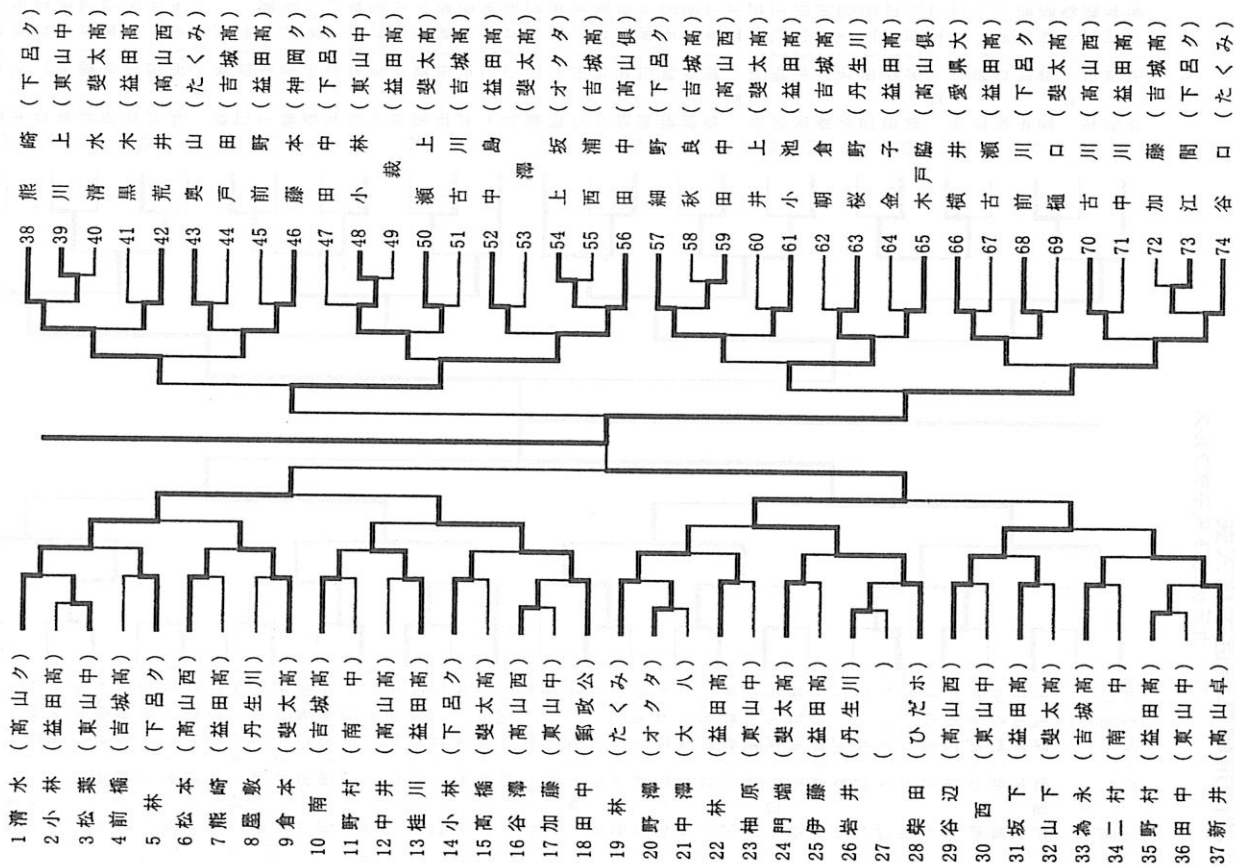 1 清水 (高山ク)
2 小林 (益田高)
3 松葉 (東山中)
4 前橋 (吉城高)
5 林 (下呂ク)
6 松本 (高山西)
7 熊崎 (益田高)
8 屋敷 (丹生川)
9 倉本 (斐太高)
10 南 (吉城高)
11 野村 (南中)
12 中井 (高山高)
13 桂川 (益田高)
14 小林 (下呂ク)
15 高橋 (斐太高)
16 谷澤 (高山西)
17 加藤 (東山中)
18 田中 (郵政公)
19 林 (たくみ)
20 野澤 (オクタ)
21 中澤 (大八)
22 林 (益田高)
23 柚原 (東山中)
24 門端 (斐太高)
25 伊藤 (益田高)
26 岩井 (丹生川)
27 ( )
28 柴田 (ひだホ)
29 谷辺 (高山西)
30 西 (東山中)
31 坂下 (益田高)
32 山下 (斐太高)
33 為永 (吉城高)
34 二村 (南中)
35 野村 (益田高)
36 田中 (東山中)
37 新井 (高山卓)
38 熊崎 (下呂ク)
39 川上 (東山中)
40 清水 (斐太高)
41 黒木 (益田高)
42 荒井 (高山西)
43 奥山 (たくみ)
44 戸田 (吉城高)
45 前野 (益田高)
46 藤本 (神岡ク)
47 田中 (下呂ク)
48 小林 (東山中)
49 裁 (益田高)
50 瀬上 (斐太高)
51 古川 (吉城高)
52 中島 (益田高)
53 澤 (斐太高)
54 上坂 (オクタ)
55 西浦 (吉城高)
56 田中 (高山倶)
57 細野 (下呂ク)
58 秋良 (吉城高)
59 田中 (高山西)
60 井上 (斐太高)
61 小池 (益田高)
62 朝倉 (吉城高)
63 桜野 (丹生川)
64 金子 (益田高)
65 木戸脇 (高山倶)
66 横井 (愛県大)
67 古瀬 (益田高)
68 前川 (下呂ク)
69 樋口 (斐太高)
70 古川 (高山西)
71 中川 (益田高)
72 加藤 (吉城高)
73 江間 (下呂ク)
74 谷口 (たくみ)